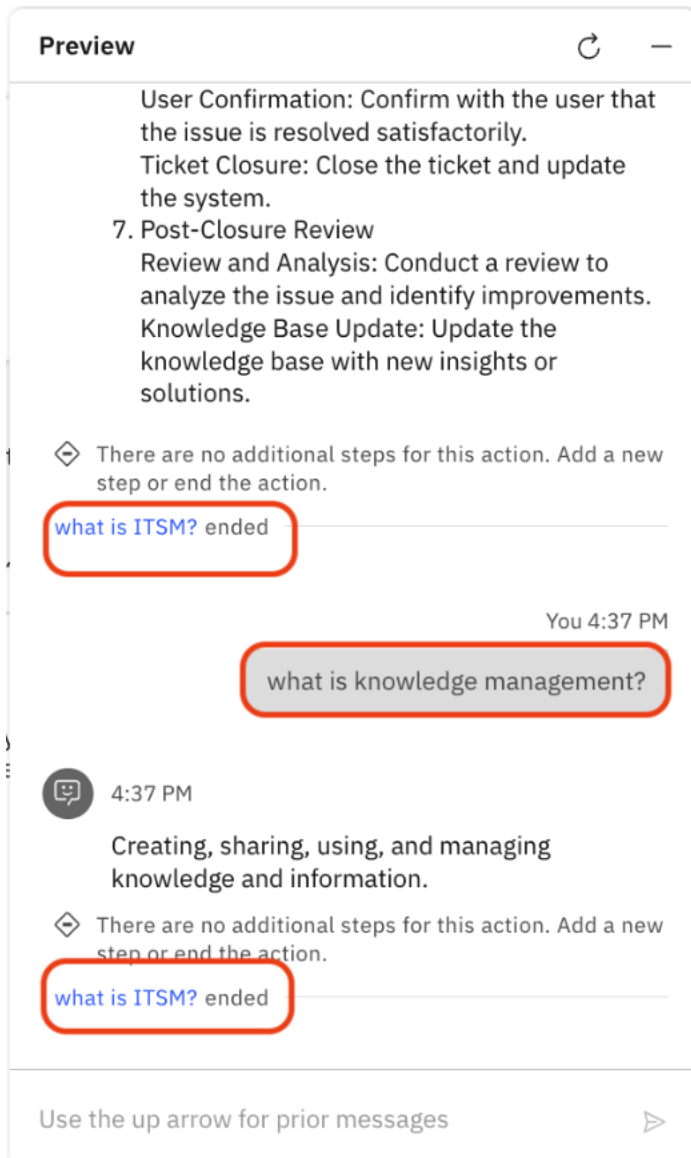 Preview
User Confirmation: Confirm with the user that
the issue is resolved satisfactorily.
Ticket Closure: Close the ticket and update
the system.
7. Post-Closure Review
Review and Analysis: Conduct a review to
analyze the issue and identify improvements.
Knowledge Base Update: Update the
knowledge base with new insights or
solutions.
There are no additional steps for this action. Add a new
step or end the action.
what is ITSM? ended
You 4:37 PM
what is knowledge management?
4:37 PM
Creating, sharing, using, and managing
knowledge and information.
There are no additional steps for this action. Add a new
step or end the action.
what is ITSM? ended
Use the up arrow for prior messages